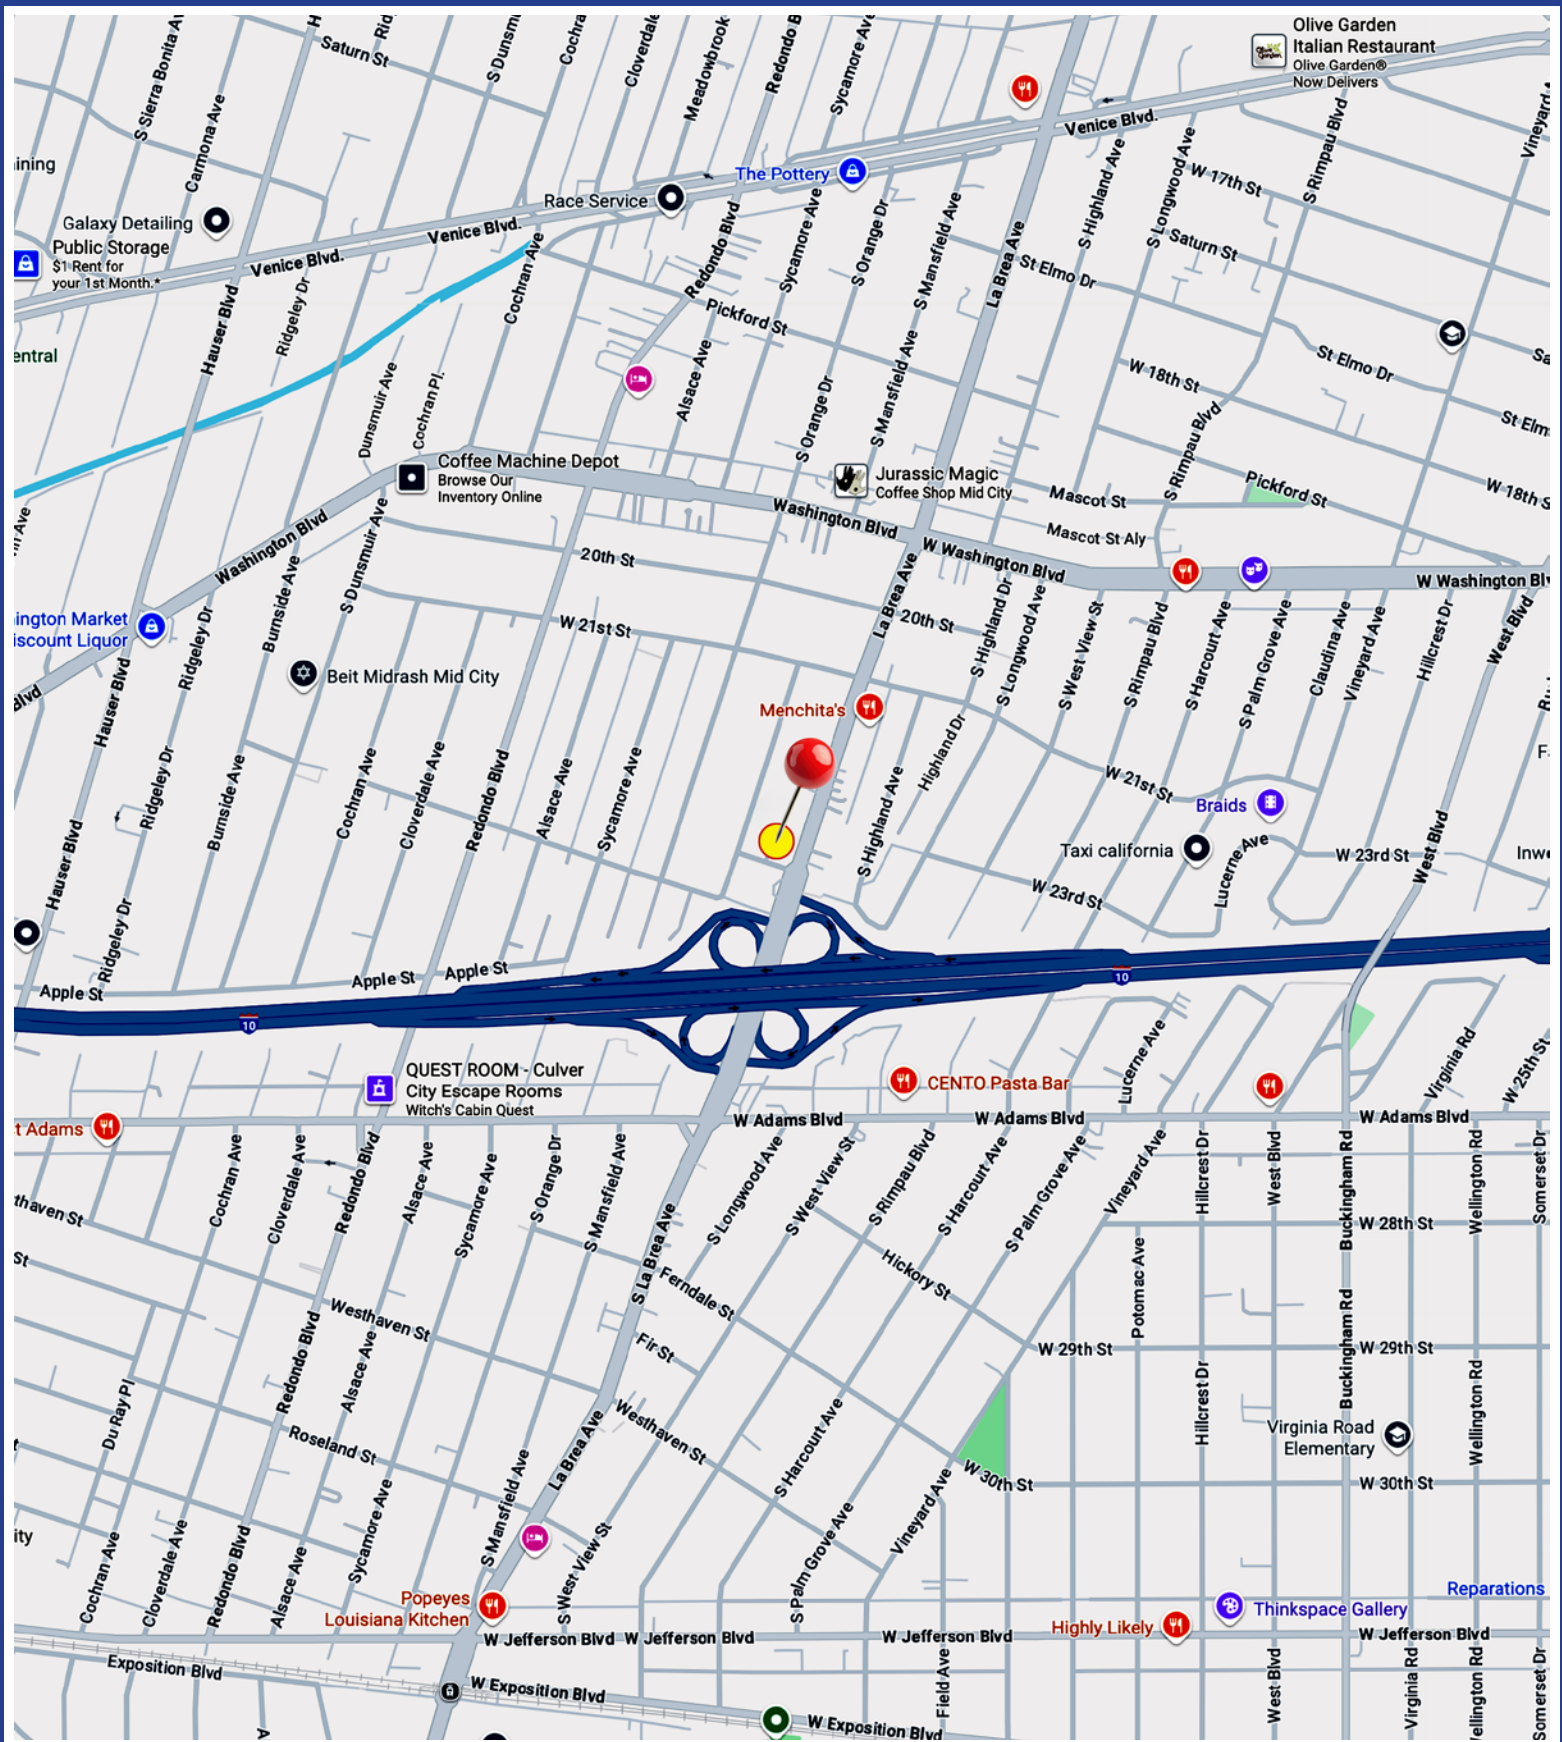 S Sierra Bonita A
Saturn St
H
Rid
S Dunsm
Cochra
Cloverdale
Meadowbrook
Redondo B
Sycamore Ave
Olive Garden
Italian Restaurant
Olive Garden®
Now Delivers
Venice Blvd.
Carmona Ave
ining
The Pottery
Race Service
Galaxy Detailing
Public Storage
$1 Rent for
your 1st Month.*
Venice Blvd.
Venice Blvd.
S Highland Ave
S Longwood Ave
W 17th St
S Rimpau Blvd
Vineyard A
Saturn St
St Elmo Dr
La Brea Ave
S Mansfield Ave
S Orange Dr
Sycamore Ave
Redondo Blvd
Cochran Ave
Hauser Blvd
Ridgeley Dr
Pickford St
entral
Dunsmuir Ave
Cochran Pl.
Alsace Ave
S Orange Dr
S Mansfield Ave
W 18th St
St Elmo Dr
Sa
St Elm
S Rimpau Blvd
Coffee Machine Depot
Browse Our
Inventory Online
Jurassic Magic
Coffee Shop Mid City
Mascot St
Pickford St
W 18th S
Mascot St Aly
Washington Blvd
Washington Blvd
W Washington Blvd
W Washington Blv
20th St
20th St
La Brea Ave
S Dunsmuir Ave
Burnside Ave
Ridgeley Dr
ington Market
iscount Liquor
Blvd
Hauser Blvd
W 21st St
Beit Midrash Mid City
Menchita's
S Highland Dr
S Longwood Ave
S West View St
S Rimpau Blvd
S Harcourt Ave
S Palm Grove Ave
Claudina Ave
Vineyard Ave
Hillcrest Dr
West Blvd
Highland Dr
S Highland Ave
W 21st St
Braids
Taxi california
Lucerne Ave
W 23rd St
West Blvd
Inw
W 23rd St
Ridgeley Dr
Burnside Ave
Cochran Ave
Cloverdale Ave
Redondo Blvd
Alsace Ave
Sycamore Ave
Hauser Blvd
Ridgeley Dr
Apple St
Apple St
Apple St
10
10
QUEST ROOM - Culver
City Escape Rooms
Witch's Cabin Quest
CENTO Pasta Bar
Lucerne Ave
Virginia Rd
W 25th St
t Adams
W Adams Blvd
W Adams Blvd
W Adams Blvd
Cochran Ave
Cloverdale Ave
Redondo Blvd
Alsace Ave
Sycamore Ave
S Orange Dr
S Mansfield Ave
S La Brea Ave
S Longwood Ave
S West View St
S Rimpau Blvd
S Harcourt Ave
S Palm Grove Ave
Vineyard Ave
Hillcrest Dr
West Blvd
Buckingham Rd
Wellington Rd
Somerset Dr
thaven St
St
W 28th St
Potomac Ave
Hickory St
Ferndale St
Fir St
Westhaven St
W 29th St
W 29th St
Buckingham Rd
Hillcrest Dr
Wellington Rd
Du Ray Pl
Redondo Blvd
Alsace Ave
Westhaven St
La Brea Ave
S Harcourt Ave
Virginia Road
Elementary
Roseland St
W 30th St
W 30th St
Vineyard Ave
S Palm Grove Ave
S Mansfield Ave
Sycamore Ave
S West View St
ity
Cochran Ave
Cloverdale Ave
Redondo Blvd
Alsace Ave
Popeyes
Louisiana Kitchen
Reparations
Thinkspace Gallery
Highly Likely
W Jefferson Blvd
W Jefferson Blvd
W Jefferson Blvd
W Jefferson Blvd
Exposition Blvd
W Exposition Blvd
W Exposition Blvd
Field Ave
West Blvd
Virginia Rd
ellington Rd
Somerset Dr
A